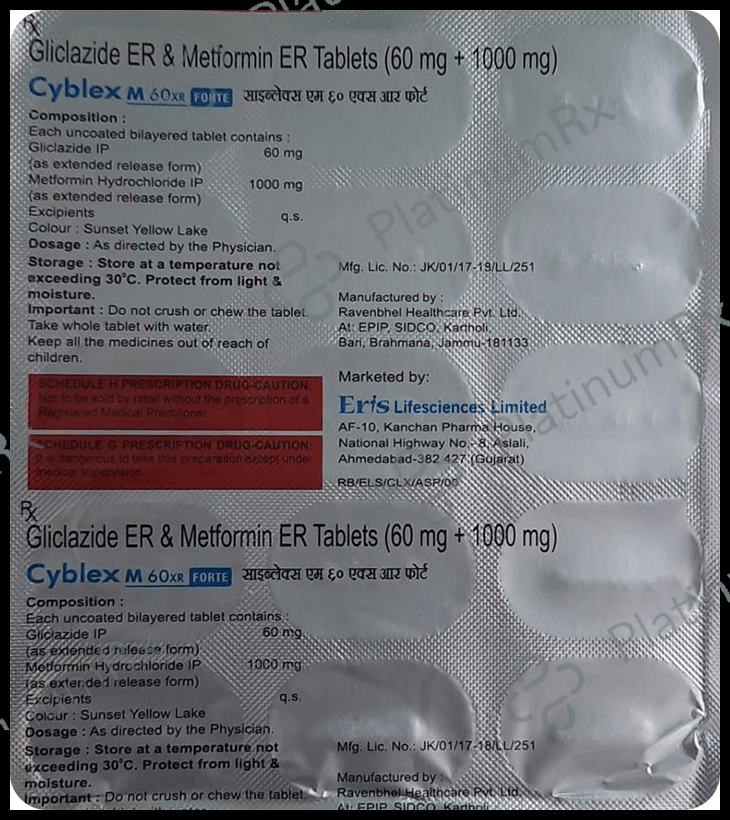 Rx
Gliclazide ER & Metformin ER Tablets (60 mg + 1000 mg)
Cyblex M 60XR FORTE साइब्लेक्स एम ६० एक्स आर फोर्ट
Composition :
Each uncoated bilayered tablet contains :
Gliclazide IP 60 mg
(as extended release form)
Metformin Hydrochloride IP 1000 mg
(as extended release form)
Excipients q.s.
Colour : Sunset Yellow Lake
Dosage : As directed by the Physician.
Storage : Store at a temperature not
exceeding 30°C. Protect from light &
moisture.
Important : Do not crush or chew the tablet.
Take whole tablet with water.
Keep all the medicines out of reach of
children.
SCHEDULE H PRESCRIPTION DRUG-CAUTION:
Not to be sold by retail without the prescription of a
Registered Medical Practitioner.
SCHEDULE G PRESCRIPTION DRUG-CAUTION:
It is dangerous to take this preparation except under
medical supervision.
Mfg. Lic. No.: JK/01/17-18/LL/251
Manufactured by :
Ravenbhel Healthcare Pvt. Ltd.
At: EPIP, SIDCO, Kartholi,
Bari, Brahmana, Jammu-181133
Marketed by:
Eris Lifesciences Limited
AF-10, Kanchan Pharma House,
National Highway No.- 8, Aslali,
Ahmedabad-382 427 (Gujarat)
RB/ELS/CLX/ASP/00
Rx
Gliclazide ER & Metformin ER Tablets (60 mg + 1000 mg)
Cyblex M 60XR FORTE साइब्लेक्स एम ६० एक्स आर फोर्ट
Composition :
Each uncoated bilayered tablet contains :
Gliclazide IP 60 mg
(as extended release form)
Metformin Hydrochloride IP 1000 mg
(as extended release form)
Excipients q.s.
Colour : Sunset Yellow Lake
Dosage : As directed by the Physician.
Storage : Store at a temperature not
exceeding 30°C. Protect from light &
moisture.
Important : Do not crush or chew the tablet.
Mfg. Lic. No.: JK/01/17-18/LL/251
Manufactured by :
Ravenbhel Healthcare Pvt. Ltd.
At: EPIP, SIDCO, Kartholi,
PlatinumRx
PlatinumRx